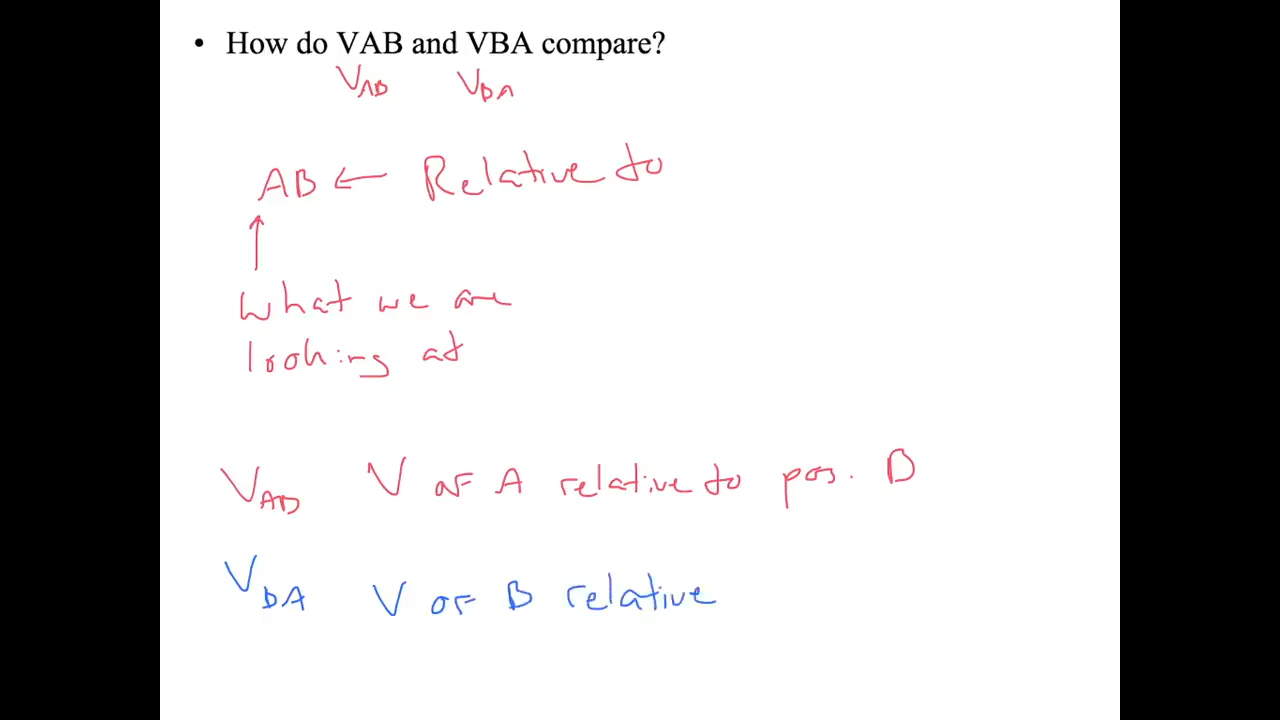 • How do VAB and VBA compare?
VAB VBA
AB ← Relative to
↑
What we are
looking at
VAB V of A relative to pos. B
VBA V of B relative